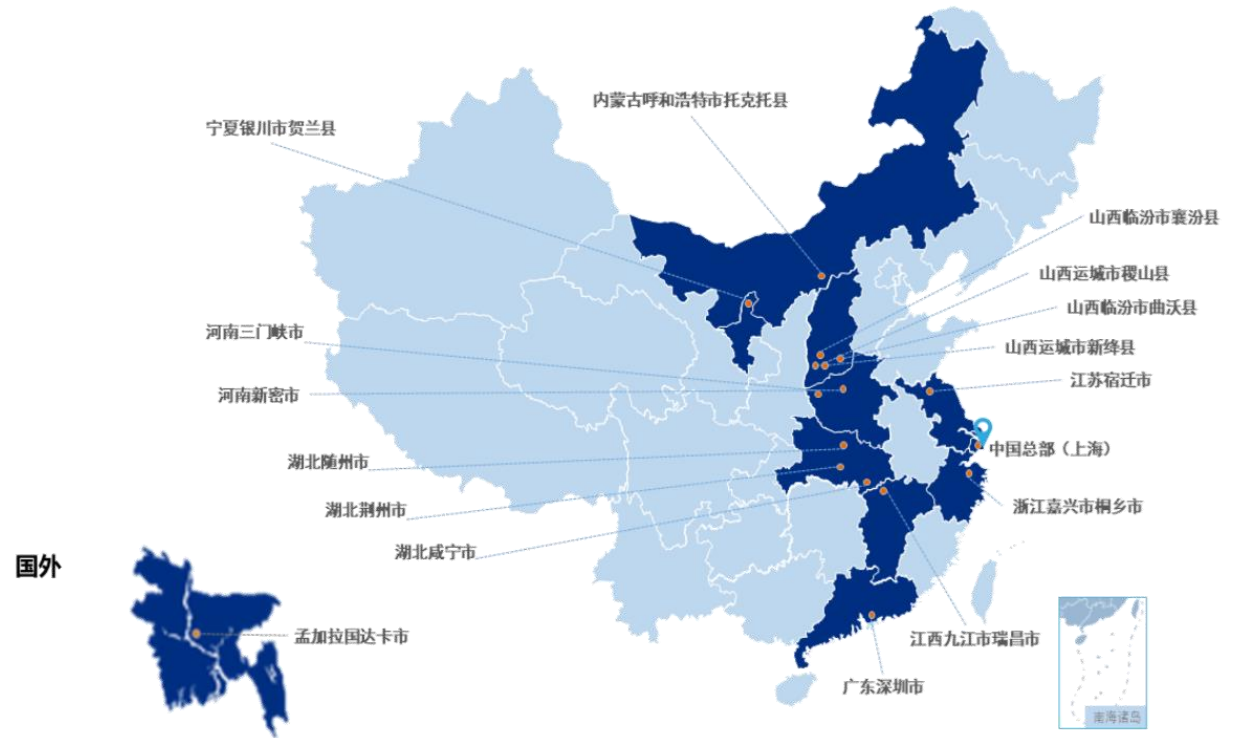 内蒙古呼和浩特市托克托县
宁夏银川市贺兰县
山西临汾市襄汾县
山西运城市稷山县
山西临汾市曲沃县
河南三门峡市
山西运城市新绛县
江苏宿迁市
河南新密市
中国总部（上海）
湖北随州市
湖北荆州市
浙江嘉兴市桐乡市
湖北咸宁市
国外
孟加拉国达卡市
江西九江市瑞昌市
广东深圳市
南海诸岛